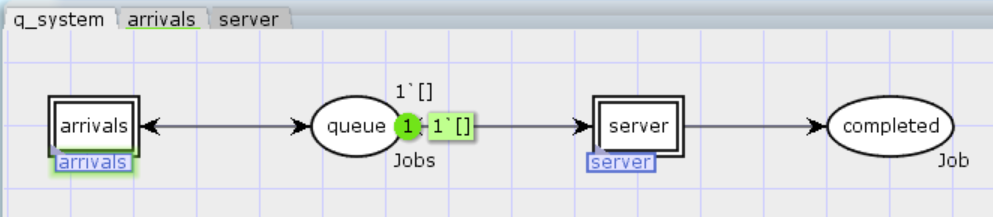 q_system arrivals server
1`[]
arrivals queue 1 1`[] server completed
arrivals Jobs server Job